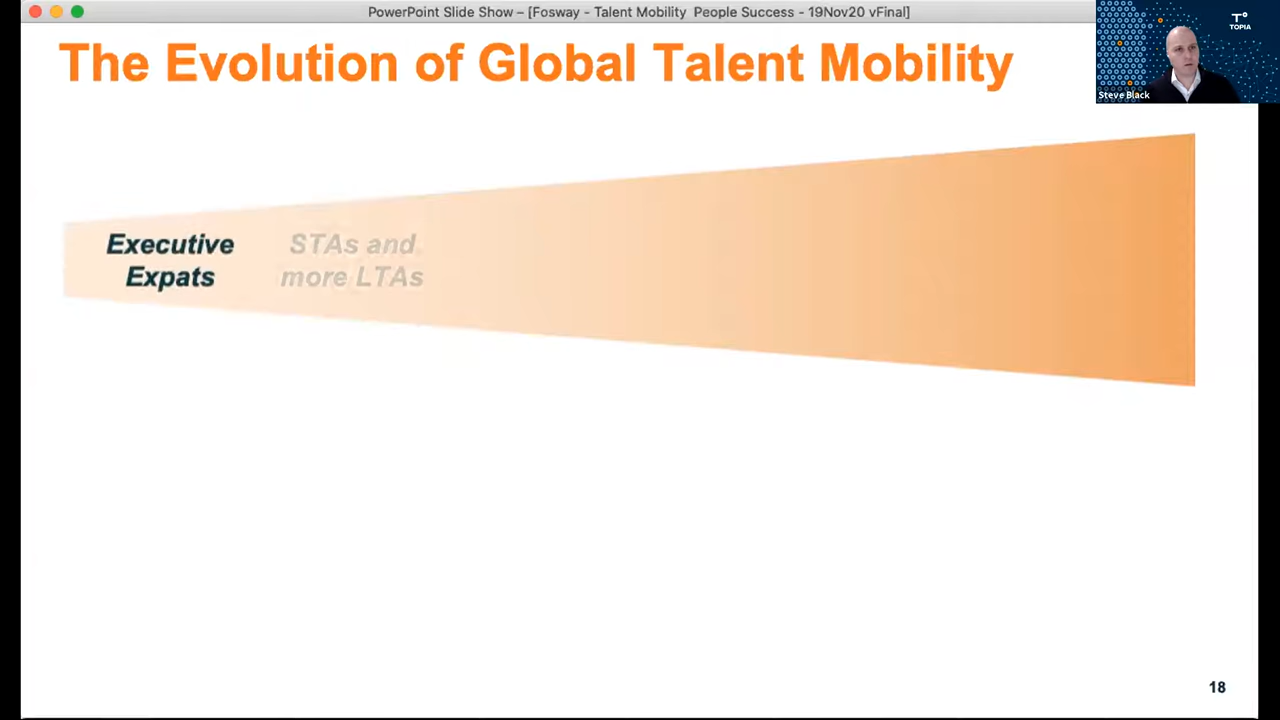 PowerPoint Slide Show – [Fosway - Talent Mobility People Success - 19Nov20 vFinal]
The Evolution of Global Talent Mobility
T°
TOPIA
Steve Black
Executive
Expats
STAs and
more LTAs
18